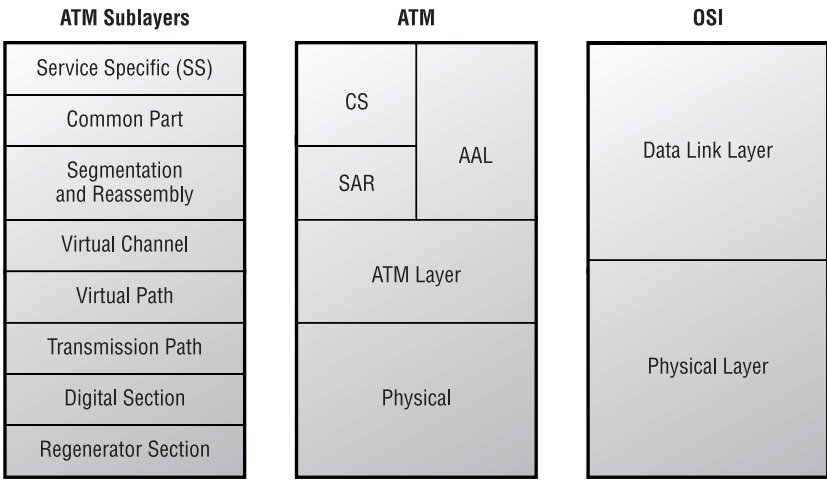 ATM Sublayers
Service Specific (SS)
Common Part
Segmentation
and Reassembly
Virtual Channel
Virtual Path
Transmission Path
Digital Section
Regenerator Section
ATM
CS
SAR
AAL
ATM Layer
Physical
OSI
Data Link Layer
Physical Layer